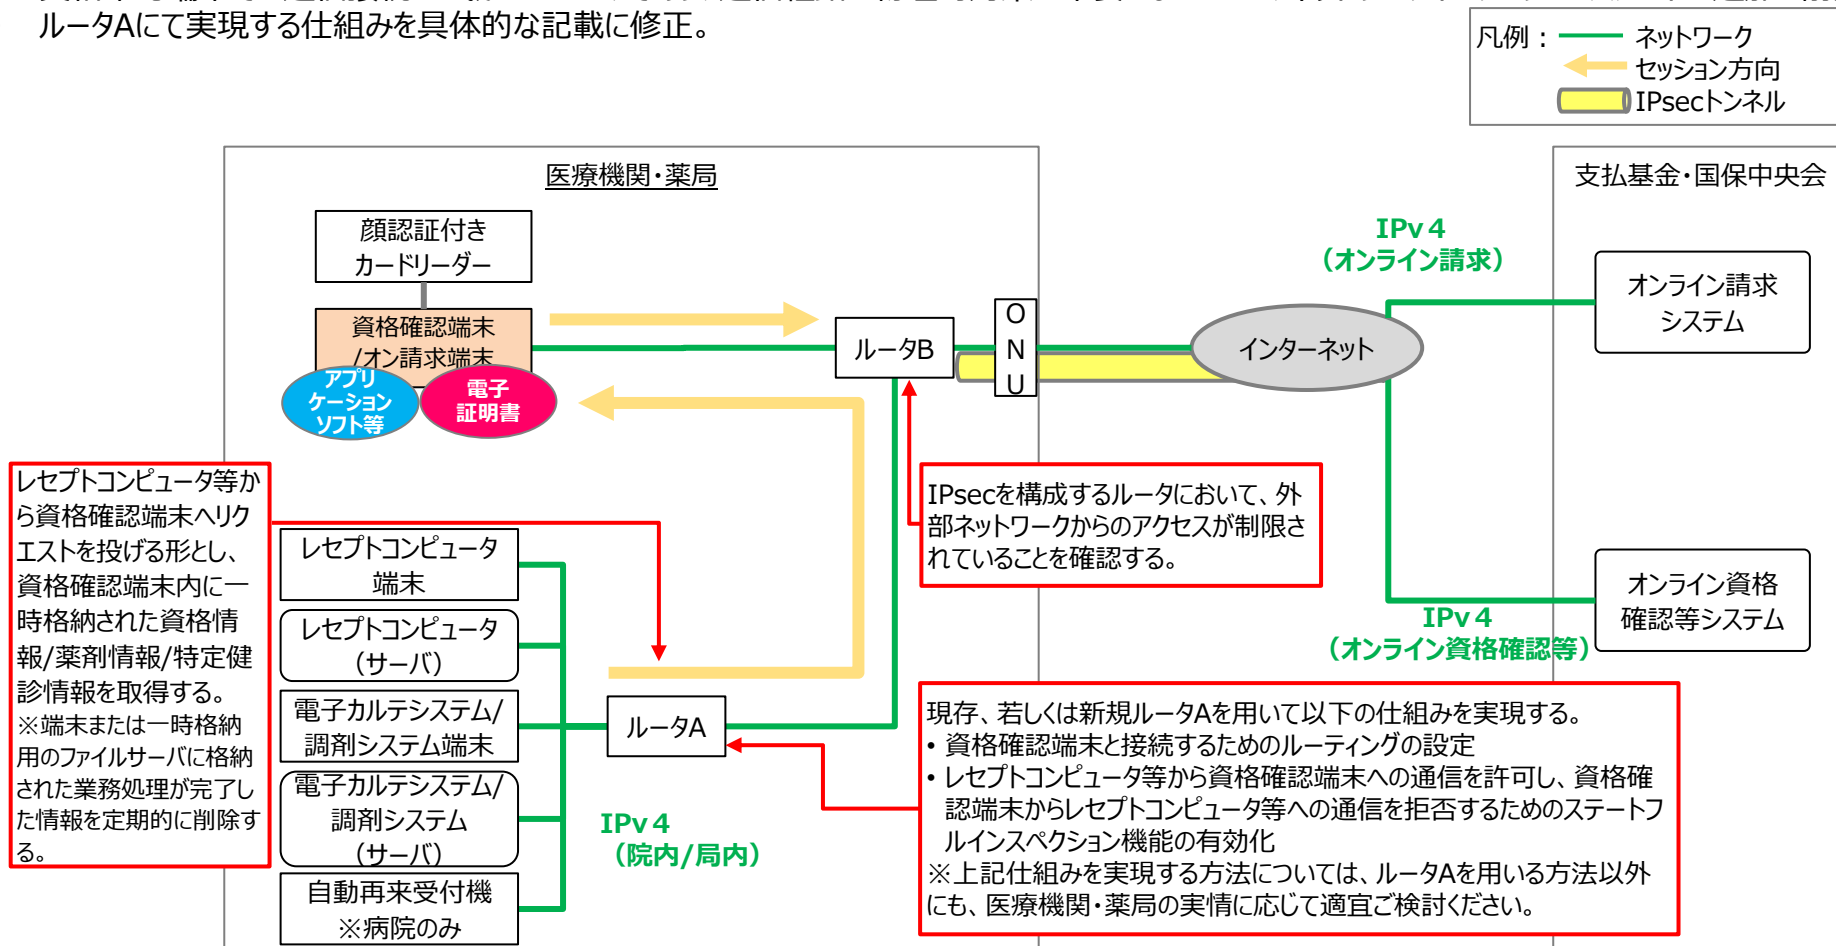 ルータAにて実現する仕組みを具体的な記載に修正。
凡例：
ネットワーク
セッション方向
IPsecトンネル
医療機関・薬局
支払基金・国保中央会
顔認証付き
カードリーダー
資格確認端末
/オン請求端末
アプリ
ケーション
ソフト等
電子
証明書
ルータB
O
N
U
インターネット
IPv４
（オンライン請求）
オンライン請求
システム
IPv４
（オンライン資格確認等）
オンライン資格
確認等システム
レセプトコンピュータ等か
ら資格確認端末へリク
エストを投げる形とし、
資格確認端末内に一
時格納された資格情
報/薬剤情報/特定健
診情報を取得する。
※端末または一時格納
用のファイルサーバに格納
された業務処理が完了し
た情報を定期的に削除す
る。
IPsecを構成するルータにおいて、外
部ネットワークからのアクセスが制限さ
れていることを確認する。
レセプトコンピュータ
端末
レセプトコンピュータ
（サーバ）
電子カルテシステム/
調剤システム端末
電子カルテシステム/
調剤システム
（サーバ）
自動再来受付機
※病院のみ
ルータA
IPv４
（院内/局内）
現存、若しくは新規ルータAを用いて以下の仕組みを実現する。
• 資格確認端末と接続するためのルーティングの設定
• レセプトコンピュータ等から資格確認端末への通信を許可し、資格確
認端末からレセプトコンピュータ等への通信を拒否するためのステートフ
ルインスペクション機能の有効化
※上記仕組みを実現する方法については、ルータAを用いる方法以外
にも、医療機関・薬局の実情に応じて適宜ご検討ください。